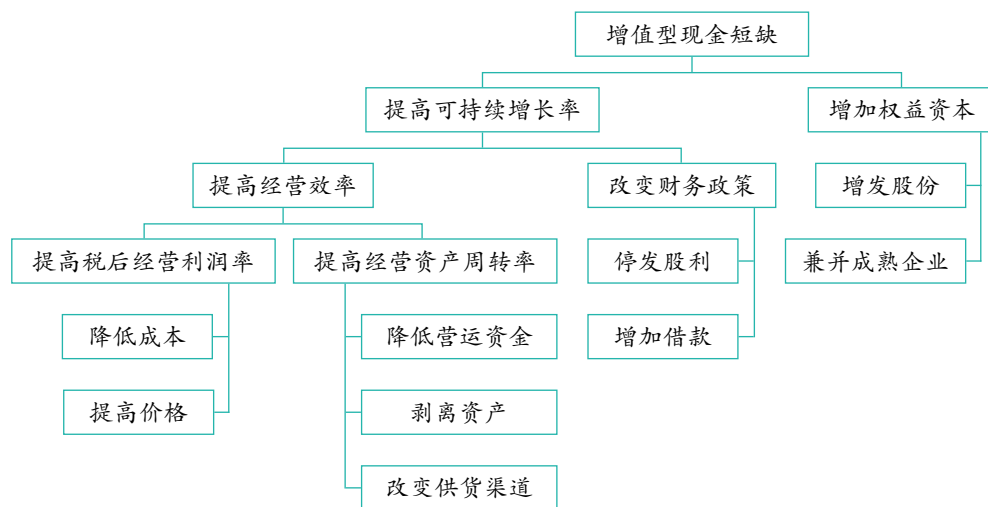 增值型现金短缺
提高可持续增长率
增加权益资本
提高经营效率
改变财务政策
增发股份
提高税后经营利润率
提高经营资产周转率
停发股利
兼并成熟企业
降低成本
降低营运资金
增加借款
提高价格
剥离资产
改变供货渠道